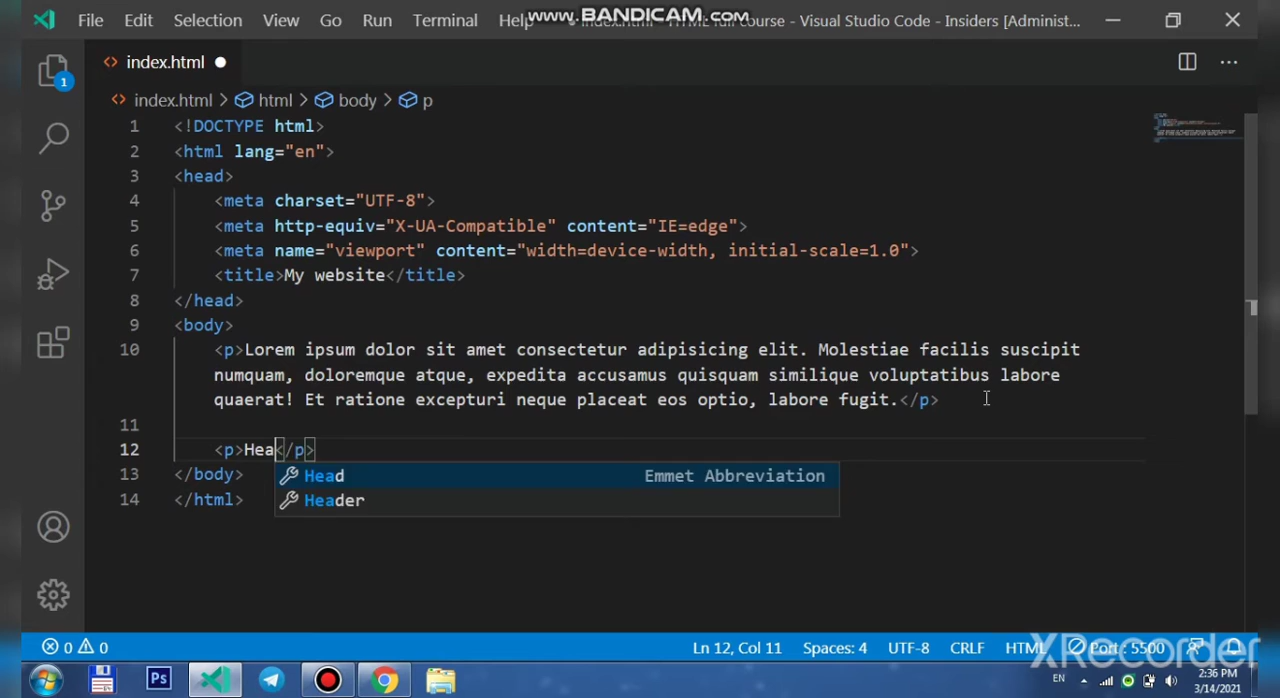 File Edit Selection View Go Run Terminal Help index.html - HTML full course - Visual Studio Code - Insiders [Administ...
www.BANDICAM.com
index.html
1
index.html > html > body > p
1 <!DOCTYPE html>
2 <html lang="en">
3 <head>
4 <meta charset="UTF-8">
5 <meta http-equiv="X-UA-Compatible" content="IE=edge">
6 <meta name="viewport" content="width=device-width, initial-scale=1.0">
7 <title>My website</title>
8 </head>
9 <body>
10 <p>Lorem ipsum dolor sit amet consectetur adipisicing elit. Molestiae facilis suscipit
numquam, doloremque atque, expedita accusamus quisquam similique voluptatibus labore
quaerat! Et ratione excepturi neque placeat eos optio, labore fugit.</p>
11
12 <p>Hea</p>
13 </body>
Head Emmet Abbreviation
14 </html>
Header
0 0 Ln 12, Col 11 Spaces: 4 UTF-8 CRLF HTML Port : 5500
XRecorder
Ps EN 2:36 PM
3/14/2021